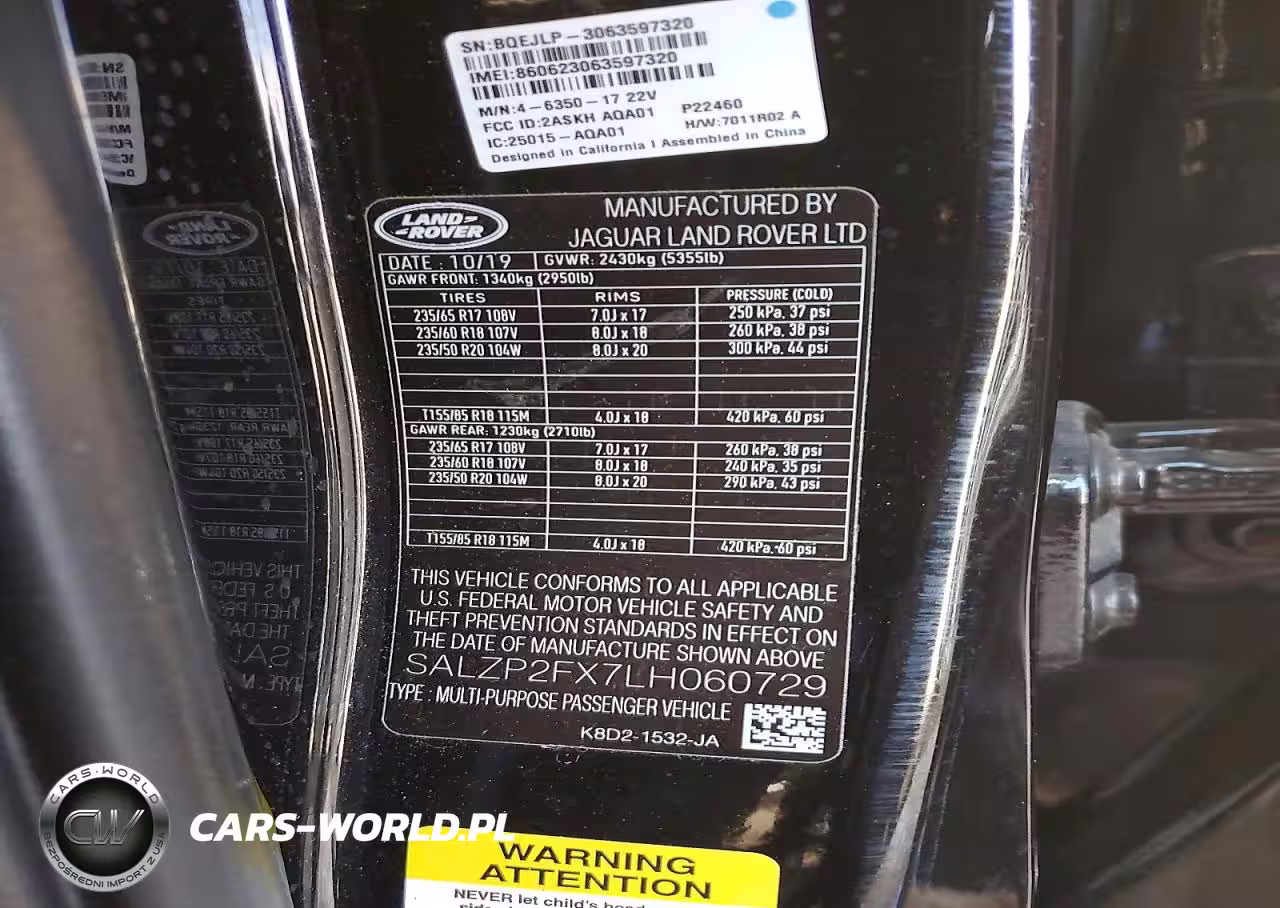 SN:BQEJLP-3063597320
IMEI:860623063597320
M/N:4-6350-17 22V
FCC ID:2ASKH AQA01 P22460
IC:25015-AQA01 H/W:7011R02 A
Designed in California | Assembled in China
LAND-ROVER
MANUFACTURED BY
JAGUAR LAND ROVER LTD
DATE : 10/19 GVWR: 2430kg (5355lb)
GAWR FRONT: 1340kg (2950lb)
TIRES RIMS PRESSURE (COLD)
235/65 R17 108V 7.0J x 17 250 kPa, 37 psi
235/60 R18 107V 8.0J x 18 260 kPa, 38 psi
235/50 R20 104W 8.0J x 20 300 kPa, 44 psi
T155/85 R18 115M 4.0J x 18 420 kPa, 60 psi
GAWR REAR: 1230kg (2710lb)
235/65 R17 108V 7.0J x 17 260 kPa, 38 psi
235/60 R18 107V 8.0J x 18 240 kPa, 35 psi
235/50 R20 104W 8.0J x 20 290 kPa, 43 psi
T155/85 R18 115M 4.0J x 18 420 kPa, 60 psi
THIS VEHICLE CONFORMS TO ALL APPLICABLE
U.S. FEDERAL MOTOR VEHICLE SAFETY AND
THEFT PREVENTION STANDARDS IN EFFECT ON
THE DATE OF MANUFACTURE SHOWN ABOVE
SALZP2FX7LH060729
TYPE : MULTI-PURPOSE PASSENGER VEHICLE
K8D2-1532-JA
CARS-WORLD
CW
BEZPOŚREDNI IMPORT Z USA
CARS-WORLD.PL
WARNING
ATTENTION
NEVER let child's head